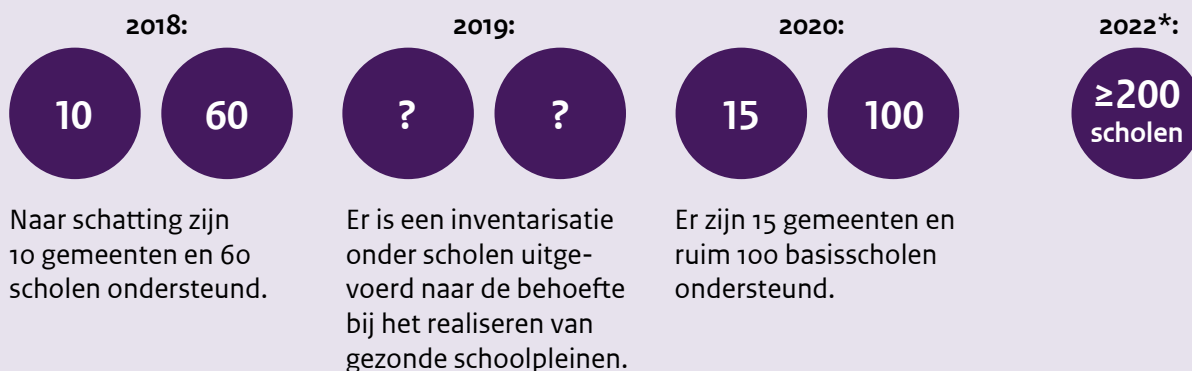 2018:
10
60
Naar schatting zijn
10 gemeenten en 60
scholen ondersteund.
2019:
?
?
Er is een inventarisatie
onder scholen uitge-
voerd naar de behoefte
bij het realiseren van
gezonde schoolpleinen.
2020:
15
100
Er zijn 15 gemeenten en
ruim 100 basisscholen
ondersteund.
2022*:
≥200
scholen